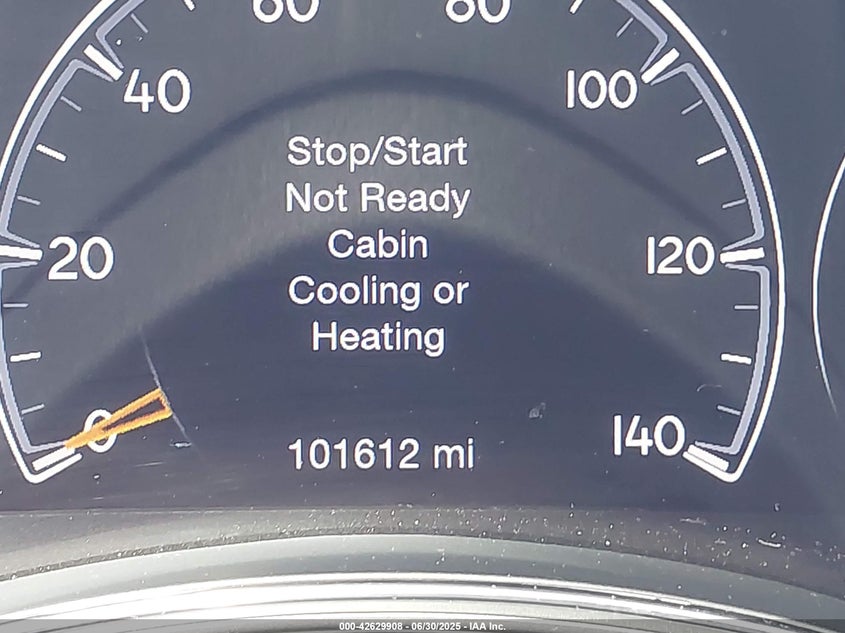 60 80
40 100
Stop/Start
Not Ready
Cabin
20 120
Cooling or
Heating
0 140
101612 mi
000-42629908 - 06/30/2025 - IAA Inc.